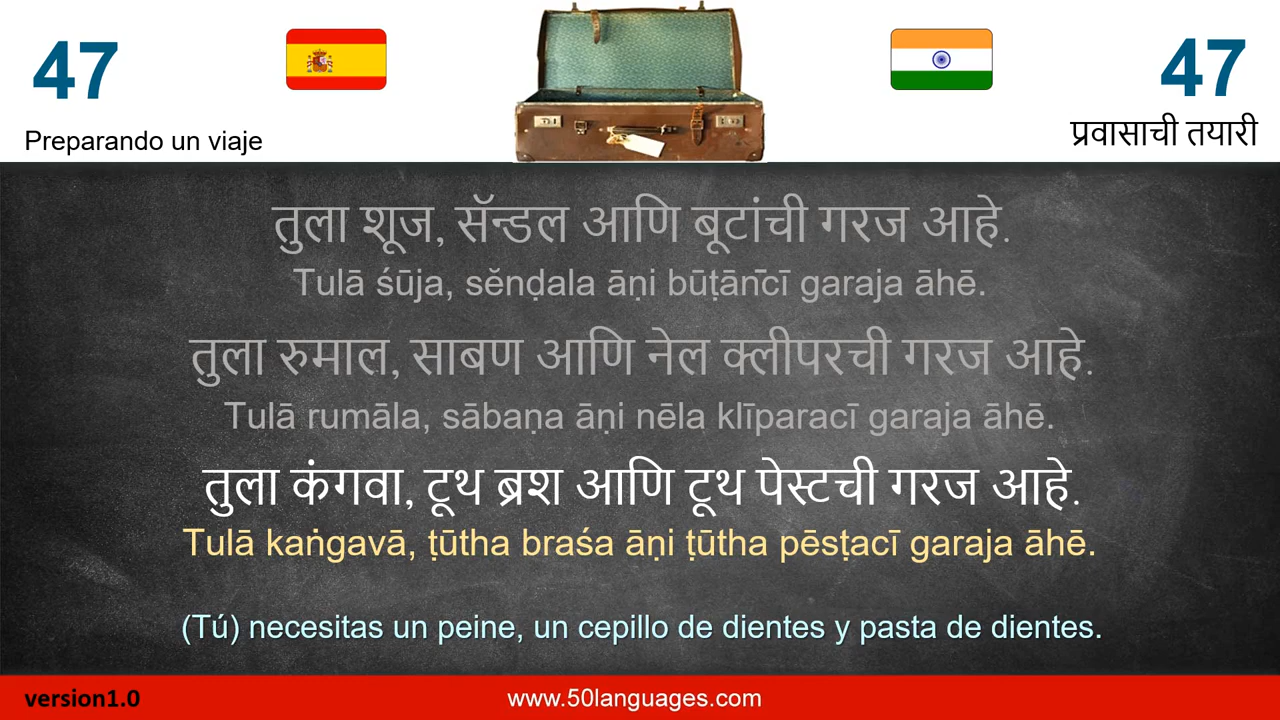 47
47
Preparando un viaje
प्रवासाची तयारी
तुला शूज, सॅन्डल आणि बूटांची गरज आहे.
Tulā śūja, sĕnḍala āṇi būṭān̄cī garaja āhē.
तुला रुमाल, साबण आणि नेल क्लीपरची गरज आहे.
Tulā rumāla, sābaṇa āṇi nēla klīparacī garaja āhē.
तुला कंगवा, टूथ ब्रश आणि टूथ पेस्टची गरज आहे.
Tulā kaṅgavā, ṭūtha braśa āṇi ṭūtha pēsṭacī garaja āhē.
(Tú) necesitas un peine, un cepillo de dientes y pasta de dientes.
version1.0
www.50languages.com